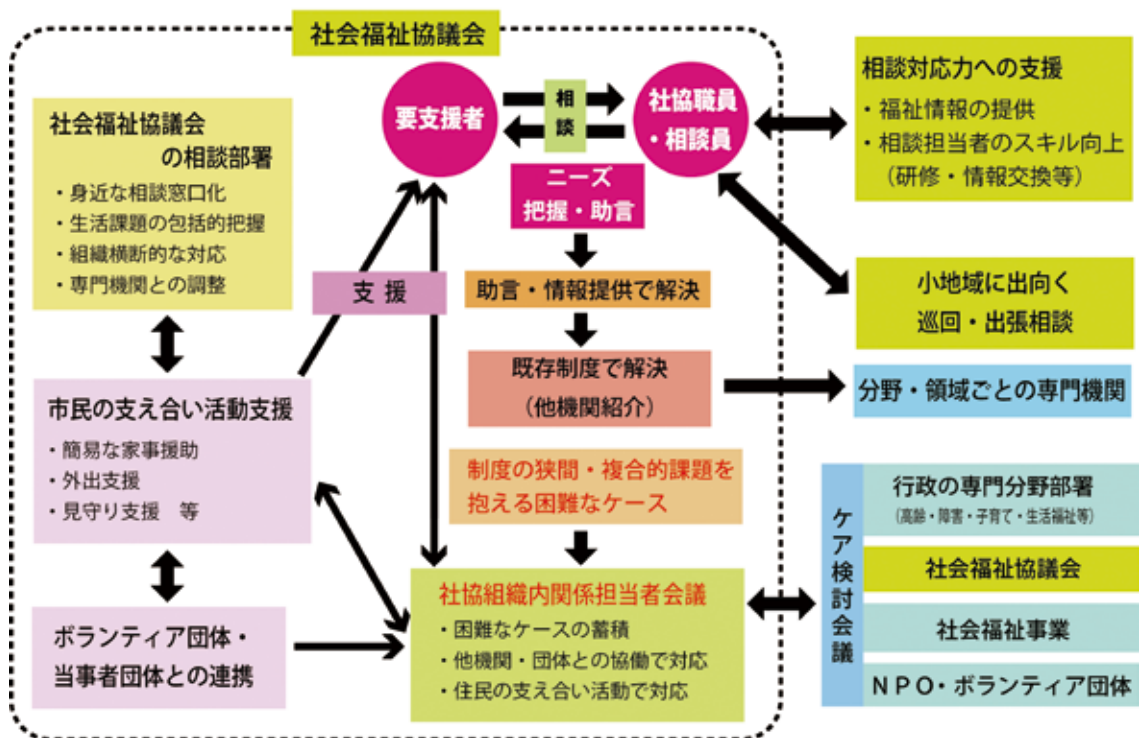 社会福祉協議会
要支援者
相談
社協職員
・相談員
相談対応力への支援
・福祉情報の提供
・相談担当者のスキル向上
（研修・情報交換等）
社会福祉協議会
の相談部署
・身近な相談窓口化
・生活課題の包括的把握
・組織横断的な対応
・専門機関との調整
ニーズ
把握・助言
支援
助言・情報提供で解決
小地域に出向く
巡回・出張相談
既存制度で解決
（他機関紹介）
分野・領域ごとの専門機関
市民の支え合い活動支援
・簡易な家事援助
・外出支援
・見守り支援　等
制度の狭間・複合的課題を
抱える困難なケース
ケア検討会議
行政の専門分野部署
（高齢・障害・子育て・生活福祉等）
社会福祉協議会
社会福祉事業
ＮＰＯ・ボランティア団体
社協組織内関係担当者会議
・困難なケースの蓄積
・他機関・団体との協働で対応
・住民の支え合い活動で対応
ボランティア団体・
当事者団体との連携